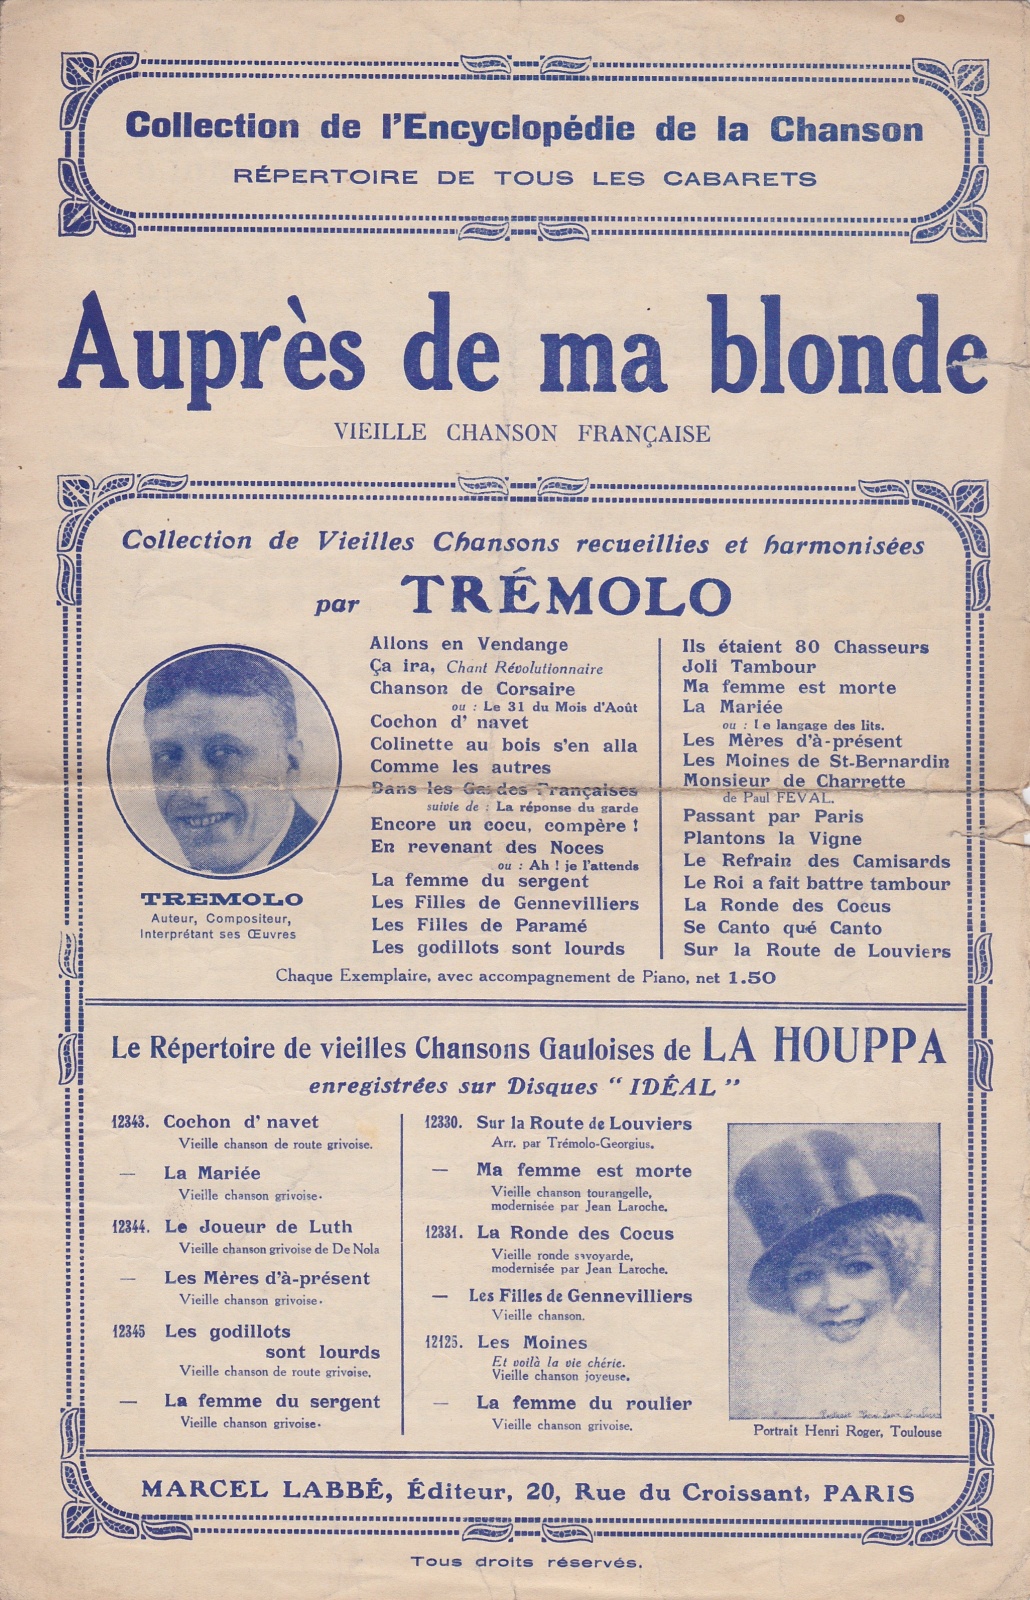 Collection de l'Encyclopédie de la Chanson
RÉPERTOIRE DE TOUS LES CABARETS
Auprès de ma blonde
VIEILLE CHANSON FRANÇAISE
Collection de Vieilles Chansons recueillies et harmonisées
par TRÉMOLO
TREMOLO
Auteur, Compositeur,
Interprétant ses Œuvres
Allons en Vendange
Ça ira, Chant Révolutionnaire
Chanson de Corsaire
ou : Le 31 du Mois d'Août
Cochon d' navet
Colinette au bois s'en alla
Comme les autres
Dans les Gardes Françaises
suivie de : La réponse du garde
Encore un cocu, compère !
En revenant des Noces
ou : Ah ! je l'attends
La femme du sergent
Les Filles de Gennevilliers
Les Filles de Paramé
Les godillots sont lourds
Ils étaient 80 Chasseurs
Joli Tambour
Ma femme est morte
La Mariée
ou : Le langage des lits.
Les Mères d'à-présent
Les Moines de St-Bernardin
Monsieur de Charrette
de Paul FEVAL.
Passant par Paris
Plantons la Vigne
Le Refrain des Camisards
Le Roi a fait battre tambour
La Ronde des Cocus
Se Canto qué Canto
Sur la Route de Louviers
Chaque Exemplaire, avec accompagnement de Piano, net 1.50
Le Répertoire de vieilles Chansons Gauloises de LA HOUPPA
enregistrées sur Disques " IDÉAL "
12343. Cochon d' navet
Vieille chanson de route grivoise.
— La Mariée
Vieille chanson grivoise.
12344. Le Joueur de Luth
Vieille chanson grivoise de De Nola
— Les Mères d'à-présent
Vieille chanson grivoise.
12345 Les godillots
sont lourds
Vieille chanson de route grivoise.
— La femme du sergent
Vieille chanson grivoise.
12330. Sur la Route de Louviers
Arr. par Trémolo-Georgius.
— Ma femme est morte
Vieille chanson tourangelle,
modernisée par Jean Laroche.
12331. La Ronde des Cocus
Vieille ronde savoyarde,
modernisée par Jean Laroche.
— Les Filles de Gennevilliers
Vieille chanson.
12125. Les Moines
Et voilà la vie chérie.
Vieille chanson joyeuse.
— La femme du roulier
Vieille chanson grivoise.
Portrait Henri Roger, Toulouse
MARCEL LABBÉ, Éditeur, 20, Rue du Croissant, PARIS
Tous droits réservés.